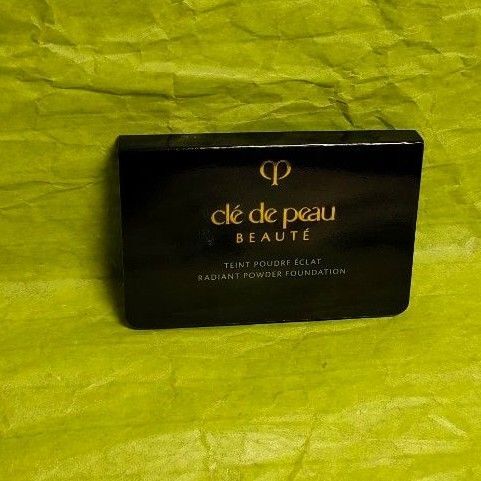 clé de peau
BEAUTÉ
TEINT POUDRE ÉCLAT
RADIANT POWDER FOUNDATION